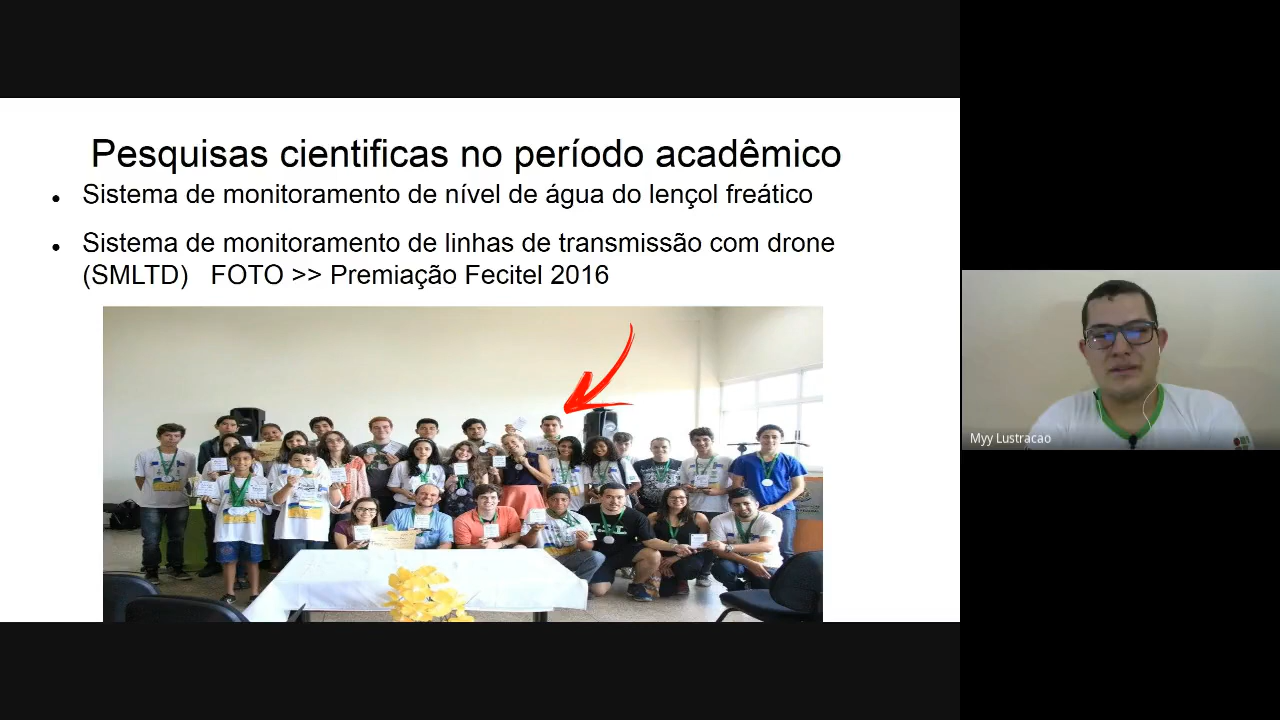 Pesquisas cientificas no período acadêmico
Sistema de monitoramento de nível de água do lençol freático
Sistema de monitoramento de linhas de transmissão com drone
(SMLTD) FOTO >> Premiação Fecitel 2016
Myy Lustracao